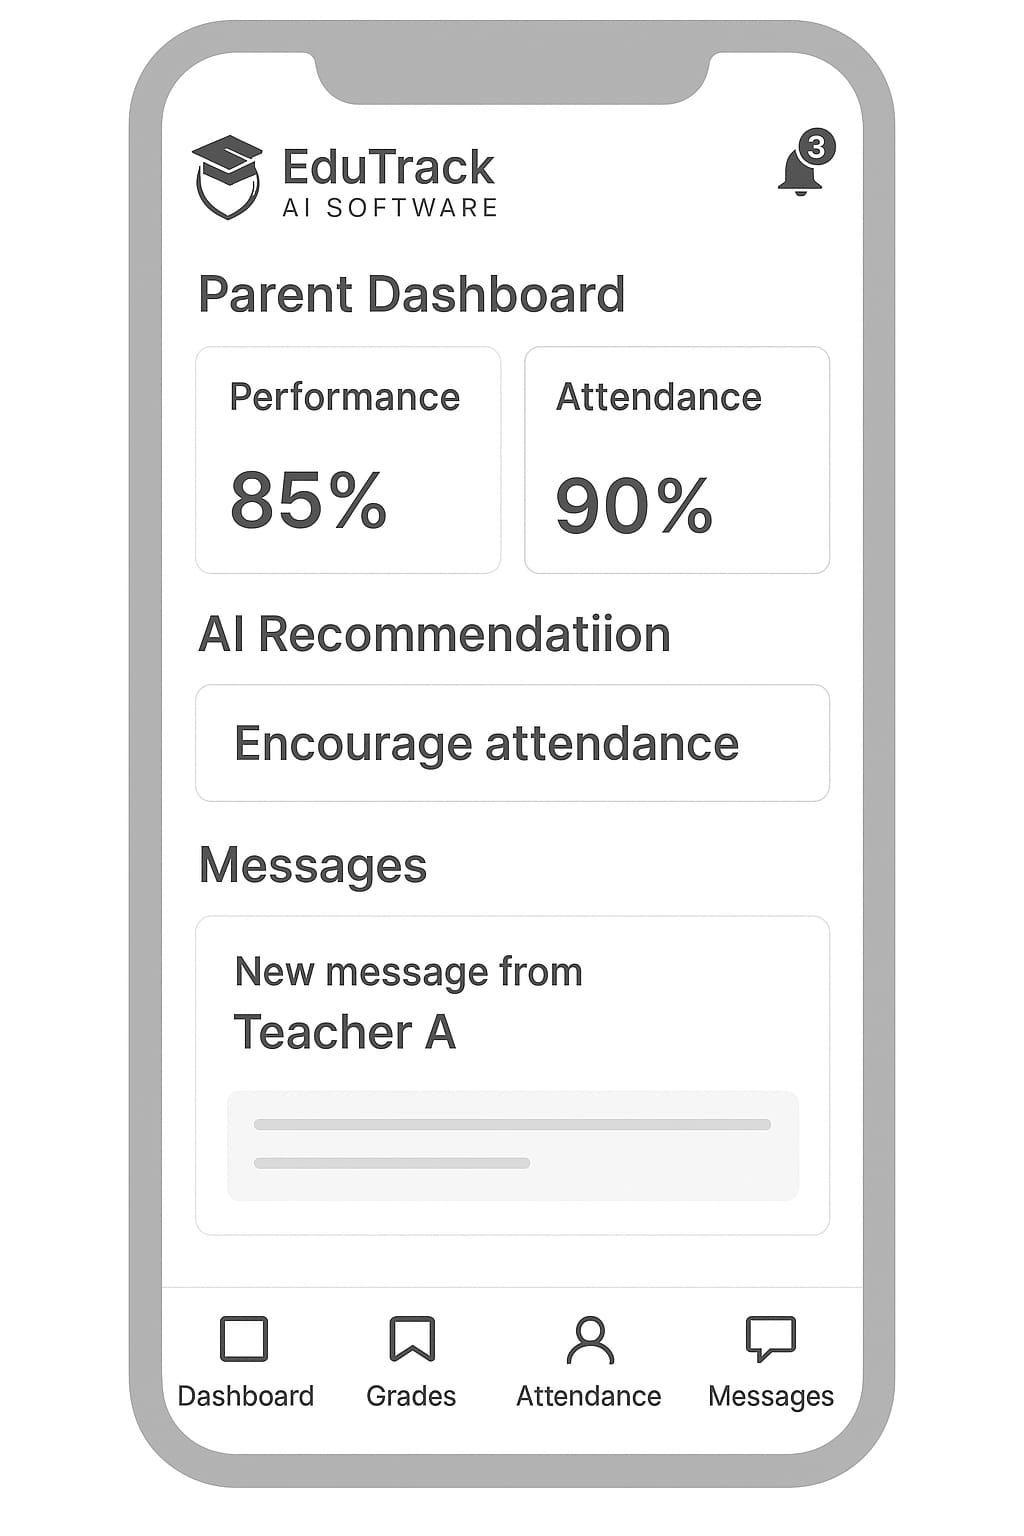 EduTrack
AI SOFTWARE
3
Parent Dashboard
Performance
85%
Attendance
90%
AI Recommendatiion
Encourage attendance
Messages
New message from
Teacher A
Dashboard
Grades
Attendance
Messages